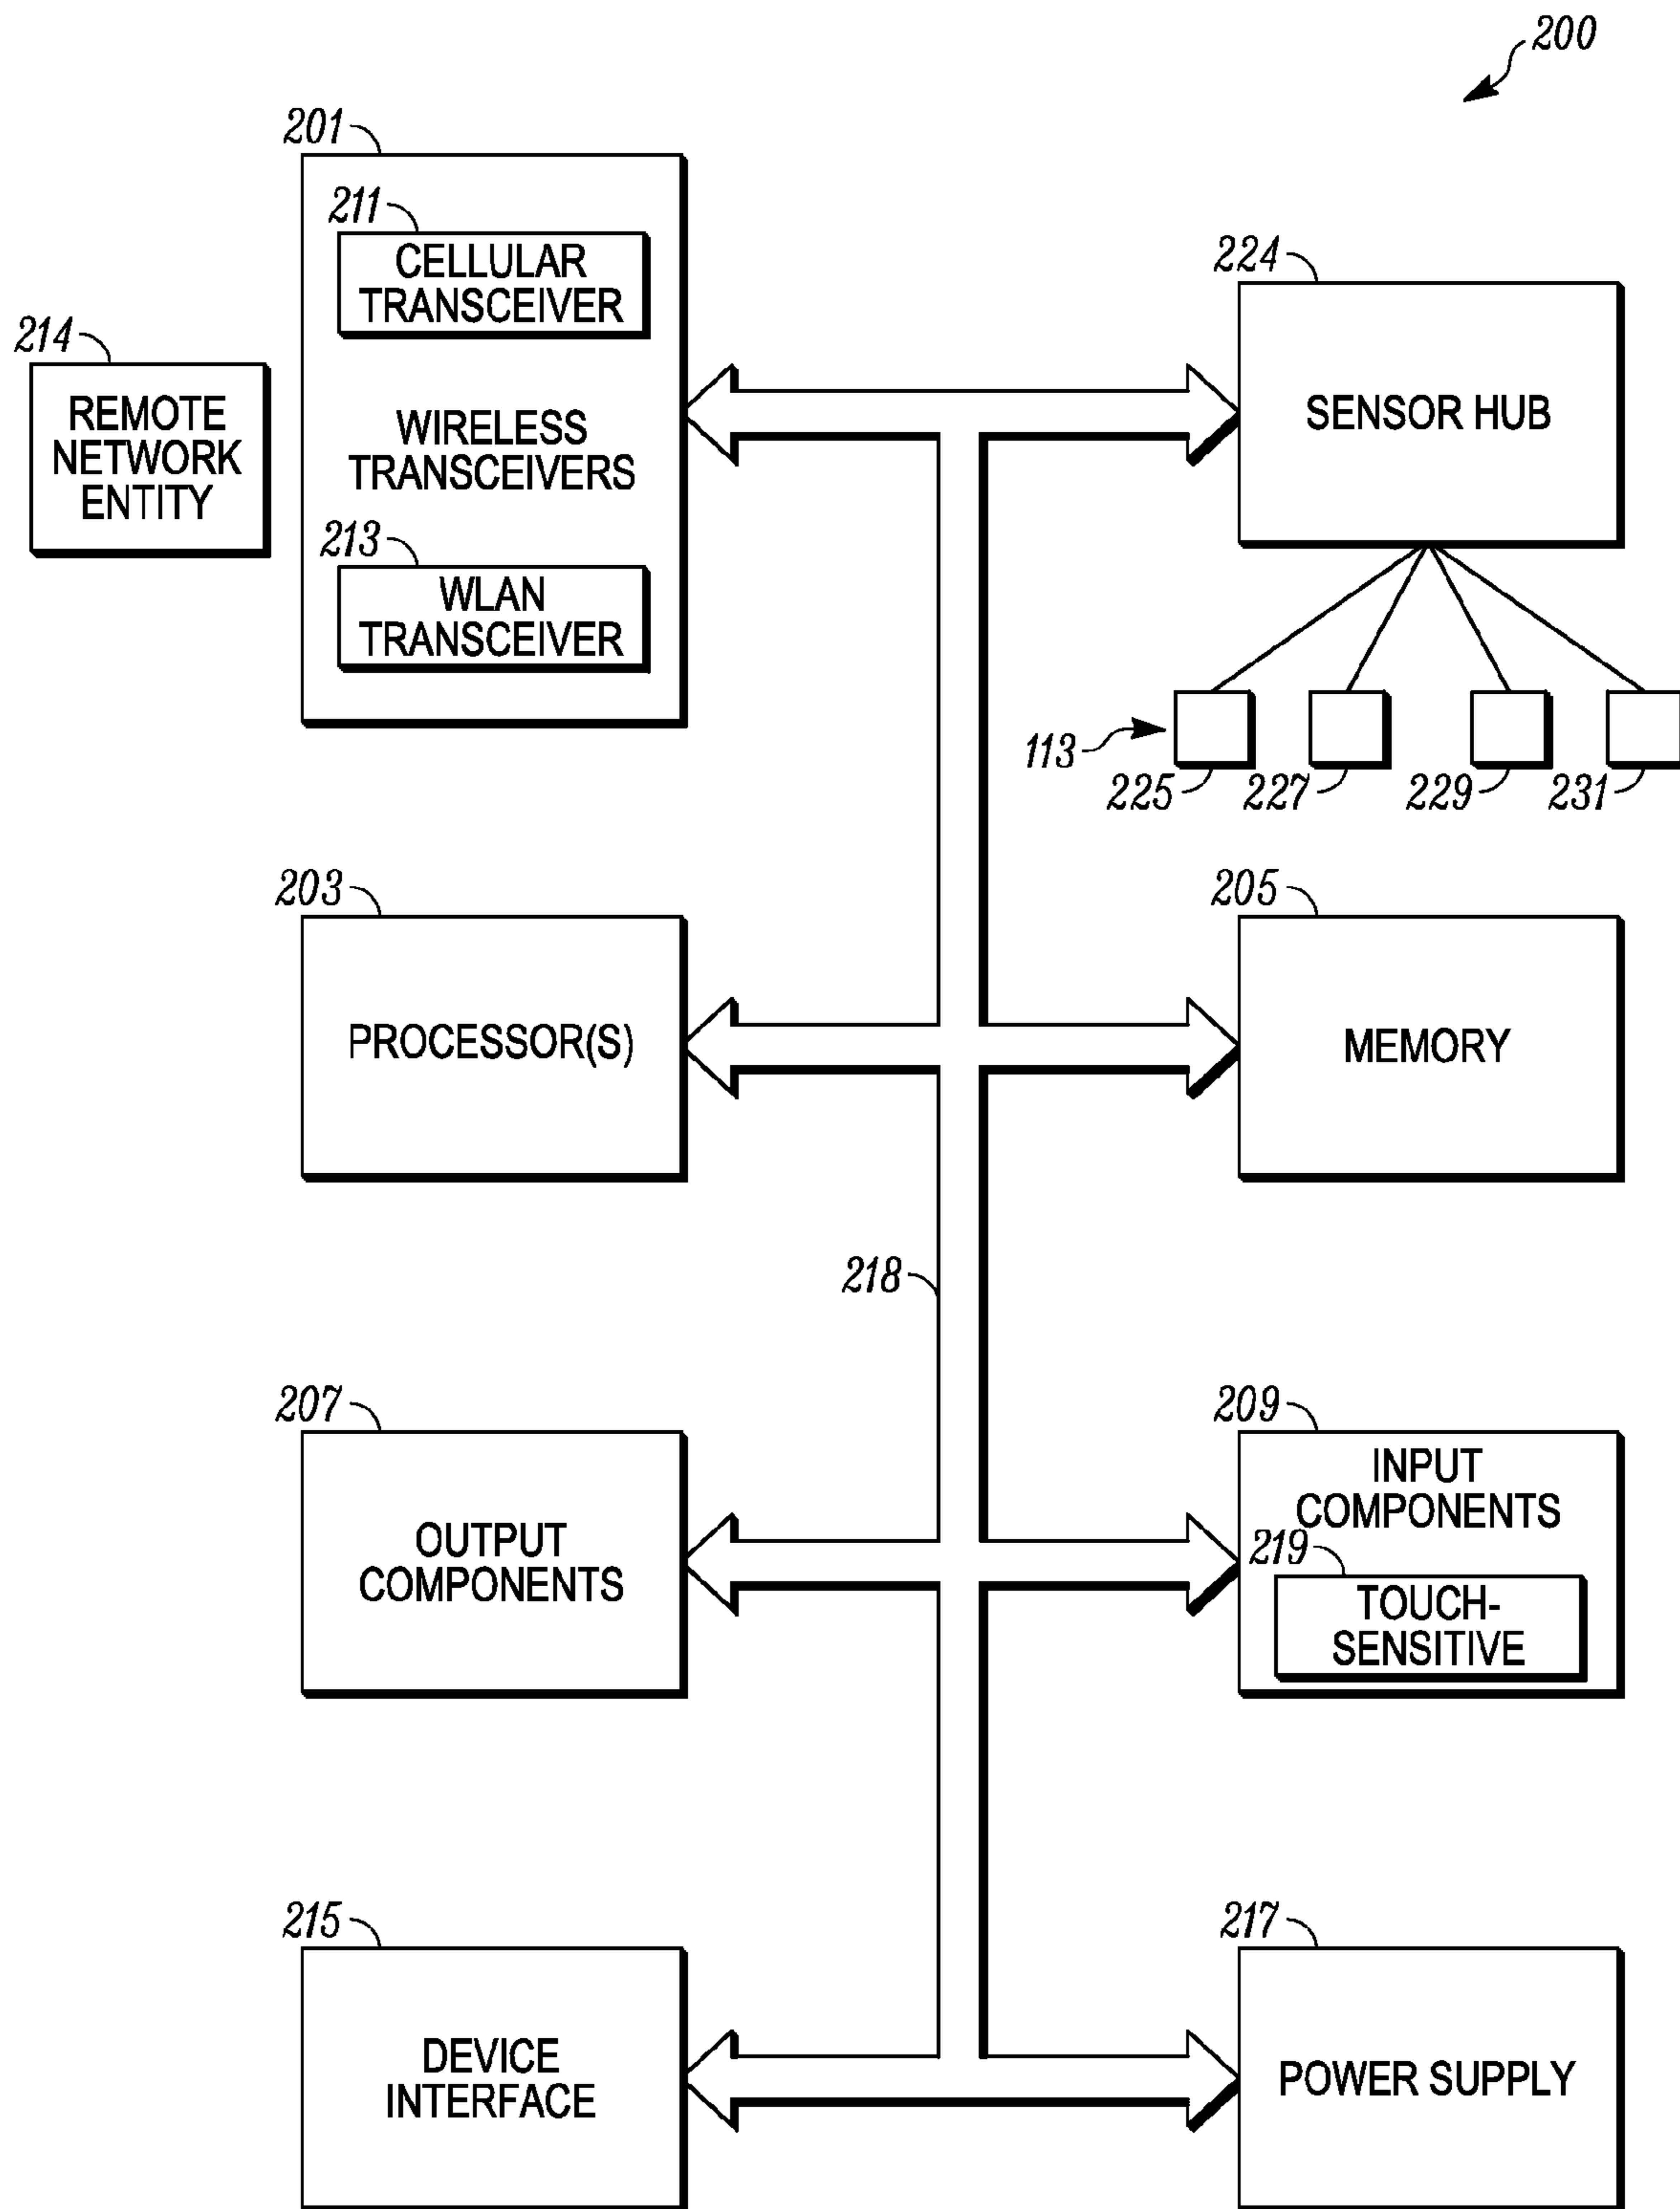 200
201
211
CELLULAR
TRANSCEIVER
WIRELESS
TRANSCEIVERS
213
WLAN
TRANSCEIVER
214
REMOTE
NETWORK
ENTITY
224
SENSOR HUB
113
225
227
229
231
203
PROCESSOR(S)
205
MEMORY
218
207
OUTPUT
COMPONENTS
209
INPUT
COMPONENTS
219
TOUCH-
SENSITIVE
215
DEVICE
INTERFACE
217
POWER SUPPLY